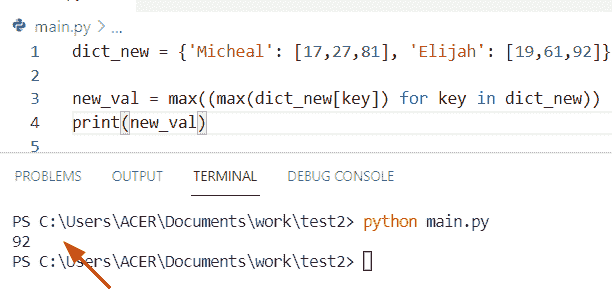 main.py > ...
1 dict_new = {'Micheal': [17,27,81], 'Elijah': [19,61,92]}
2
3 new_val = max((max(dict_new[key]) for key in dict_new))
4 print(new_val)
5
PROBLEMS OUTPUT TERMINAL DEBUG CONSOLE
PS C:\Users\ACER\Documents\work\test2> python main.py
92
PS C:\Users\ACER\Documents\work\test2>